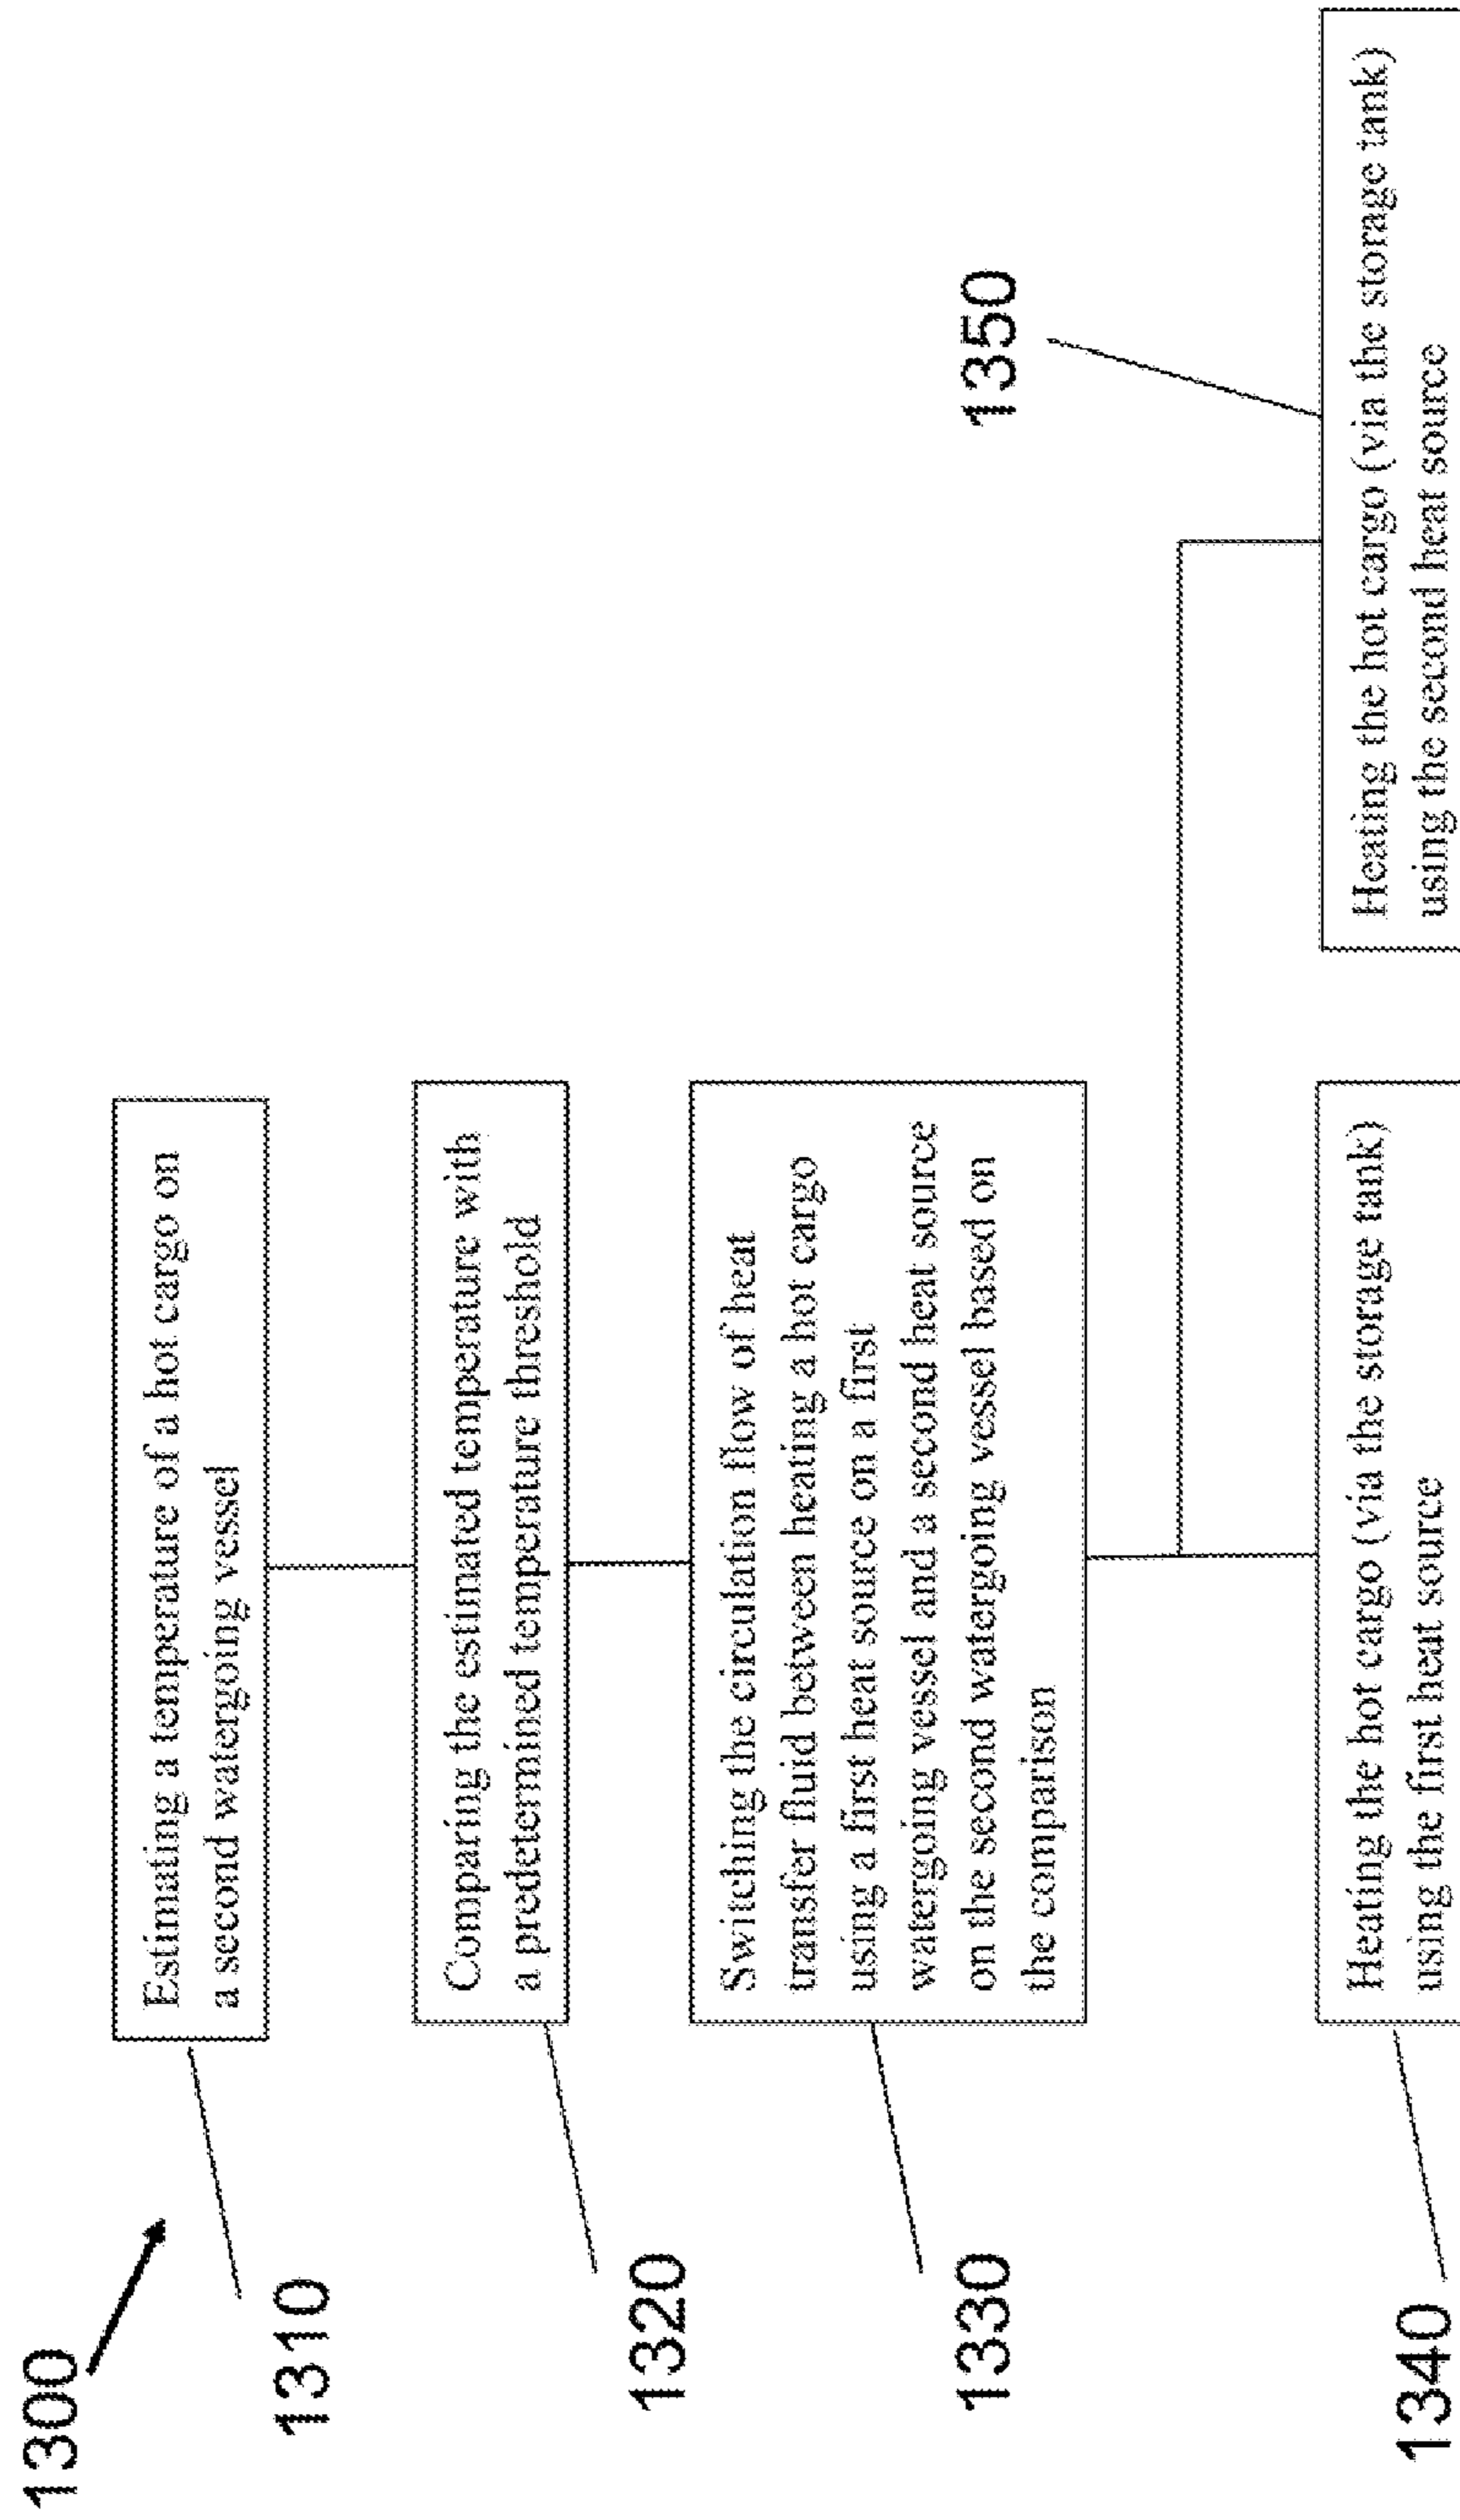 1300
1310
Estimating a temperature of a hot cargo on
a second watergoing vessel
1320
Comparing the estimated temperature with
a predetermined temperature threshold
1330
Switching the circulation flow of heat
transfer fluid between heating a hot cargo
using a first heat source on a first
watergoing vessel and a second heat source
on the second watergoing vessel based on
the comparison
1340
Heating the hot cargo (via the storage tank)
using the first heat source
1350
Heating the hot cargo (via the storage tank)
using the second heat source